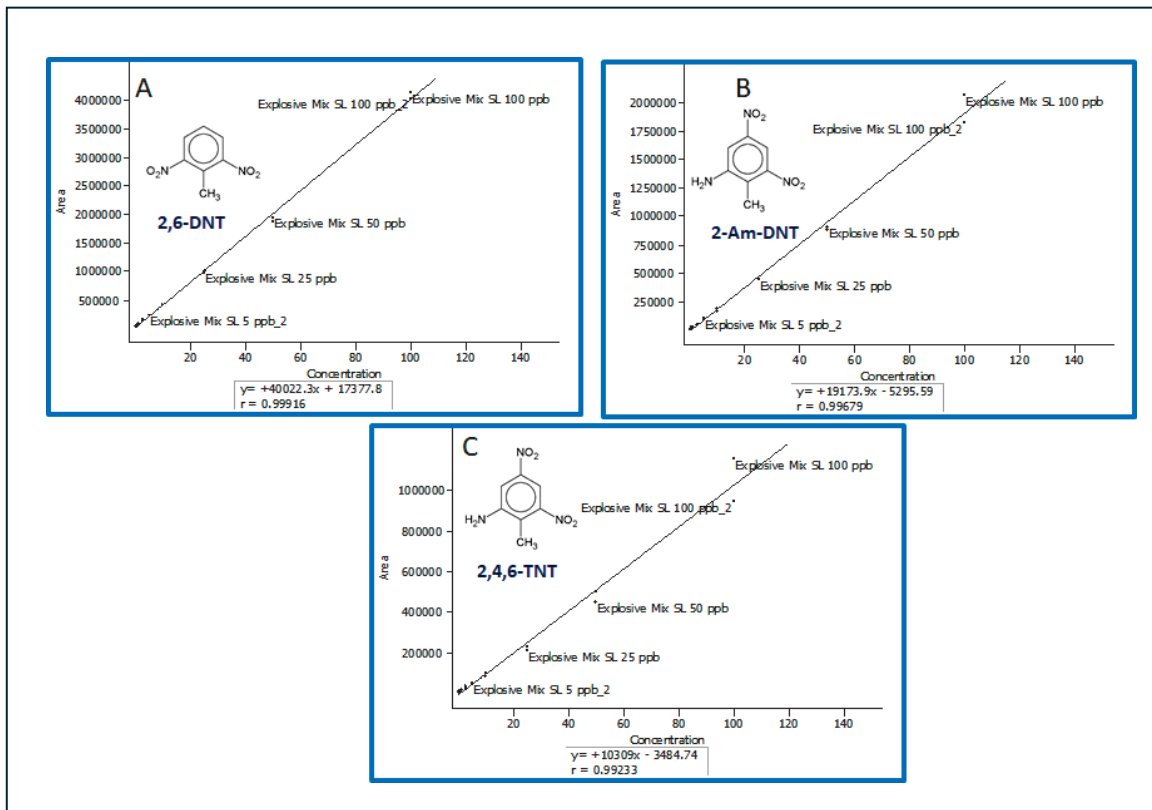 A
4000000
3500000
3000000
2500000
2000000
1500000
1000000
500000
Area
Explosive Mix SL 100 ppb_2
Explosive Mix SL 100 ppb
O₂N
NO₂
CH₃
2,6-DNT
Explosive Mix SL 50 ppb
Explosive Mix SL 25 ppb
Explosive Mix SL 5 ppb_2
20 40 60 80 100 120 140
Concentration
y= +40022.3x + 17377.8
r = 0.99916
B
2000000
1750000
1500000
1250000
1000000
750000
500000
250000
Area
Explosive Mix SL 100 ppb
Explosive Mix SL 100 ppb_2
NO₂
H₂N
NO₂
CH₃
2-Am-DNT
Explosive Mix SL 50 ppb
Explosive Mix SL 25 ppb
Explosive Mix SL 5 ppb_2
20 40 60 80 100 120 140
Concentration
y= +19173.9x - 5295.59
r = 0.99679
C
1000000
800000
600000
400000
200000
Area
NO₂
Explosive Mix SL 100 ppb
Explosive Mix SL 100 ppb_2
H₂N
NO₂
CH₃
2,4,6-TNT
Explosive Mix SL 50 ppb
Explosive Mix SL 25 ppb
Explosive Mix SL 5 ppb_2
20 40 60 80 100 120 140
Concentration
y= +10309x - 3484.74
r = 0.99233